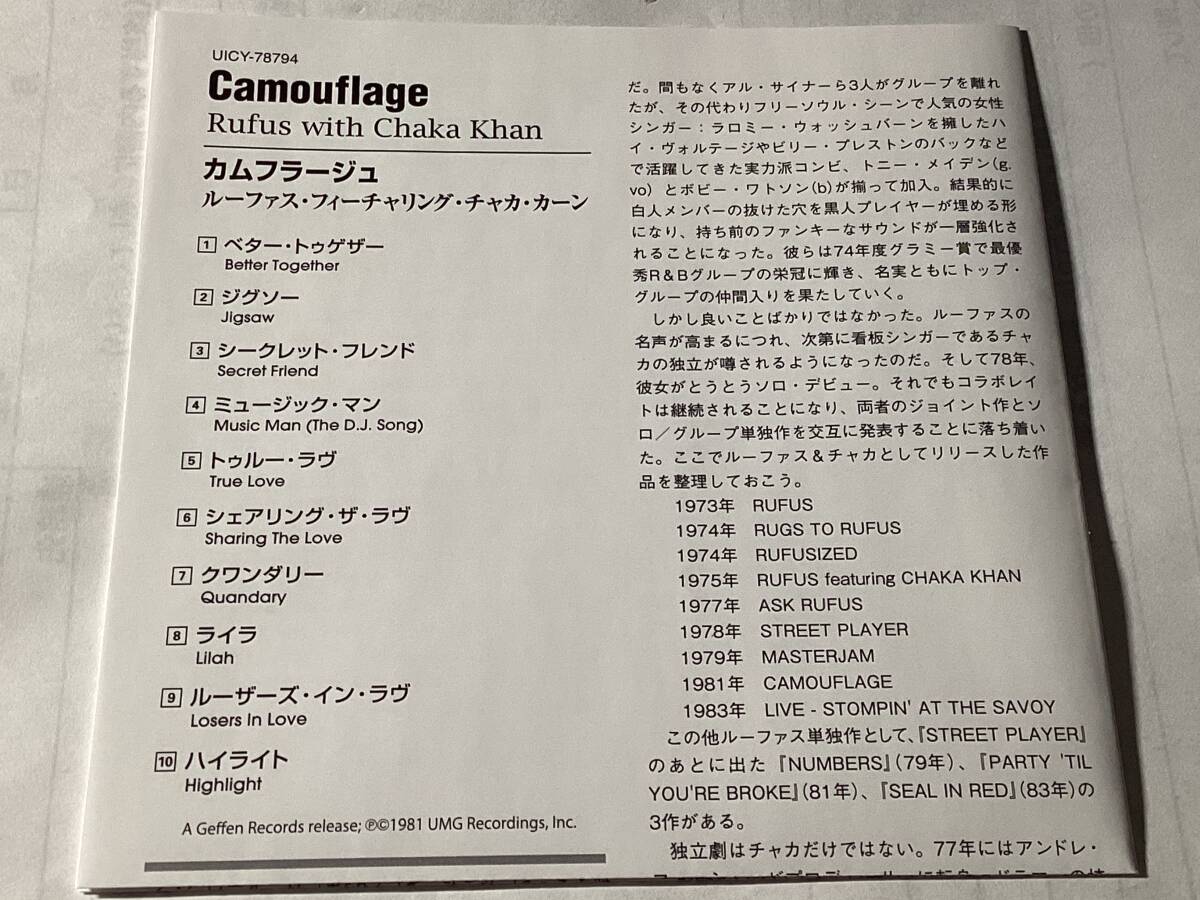 UICY-78794
Camouflage
Rufus with Chaka Khan
カムフラージュ
ルーファス・フィーチャリング・チャカ・カーン
1 ベター・トゥゲザー
Better Together
2 ジグソー
Jigsaw
3 シークレット・フレンド
Secret Friend
4 ミュージック・マン
Music Man (The D.J. Song)
5 トゥルー・ラヴ
True Love
6 シェアリング・ザ・ラヴ
Sharing The Love
7 クワンダリー
Quandary
8 ライラ
Lilah
9 ルーザーズ・イン・ラヴ
Losers In Love
10 ハイライト
Highlight
A Geffen Records release; ℗©1981 UMG Recordings, Inc.
だ。間もなくアル・サイナーら3人がグループを離れ
たが、その代わりフリーソウル・シーンで人気の女性
シンガー：ラロミー・ウォッシュバーンを擁したハ
イ・ヴォルテージやビリー・プレストンのバックなど
で活躍してきた実力派コンビ、トニー・メイデン(g.
vo) とボビー・ワトソン(b)が揃って加入。結果的に
白人メンバーの抜けた穴を黒人プレイヤーが埋める形
になり、持ち前のファンキーなサウンドが一層強化さ
れることになった。彼らは74年度グラミー賞で最優
秀R＆Bグループの栄冠に輝き、名実ともにトップ・
グループの仲間入りを果たしていく。
しかし良いことばかりではなかった。ルーファスの
名声が高まるにつれ、次第に看板シンガーであるチャ
カの独立が噂されるようになったのだ。そして78年、
彼女がとうとうソロ・デビュー。それでもコラボレイ
トは継続されることになり、両者のジョイント作とソ
ロ／グループ単独作を交互に発表することに落ち着い
た。ここでルーファス＆チャカとしてリリースした作
品を整理しておこう。
1973年 RUFUS
1974年 RUGS TO RUFUS
1974年 RUFUSIZED
1975年 RUFUS featuring CHAKA KHAN
1977年 ASK RUFUS
1978年 STREET PLAYER
1979年 MASTERJAM
1981年 CAMOUFLAGE
1983年 LIVE - STOMPIN' AT THE SAVOY
この他ルーファス単独作として、『STREET PLAYER』
のあとに出た『NUMBERS』(79年)、『PARTY 'TIL
YOU'RE BROKE』(81年)、『SEAL IN RED』(83年)の
3作がある。
独立劇はチャカだけではない。77年にはアンドレ・